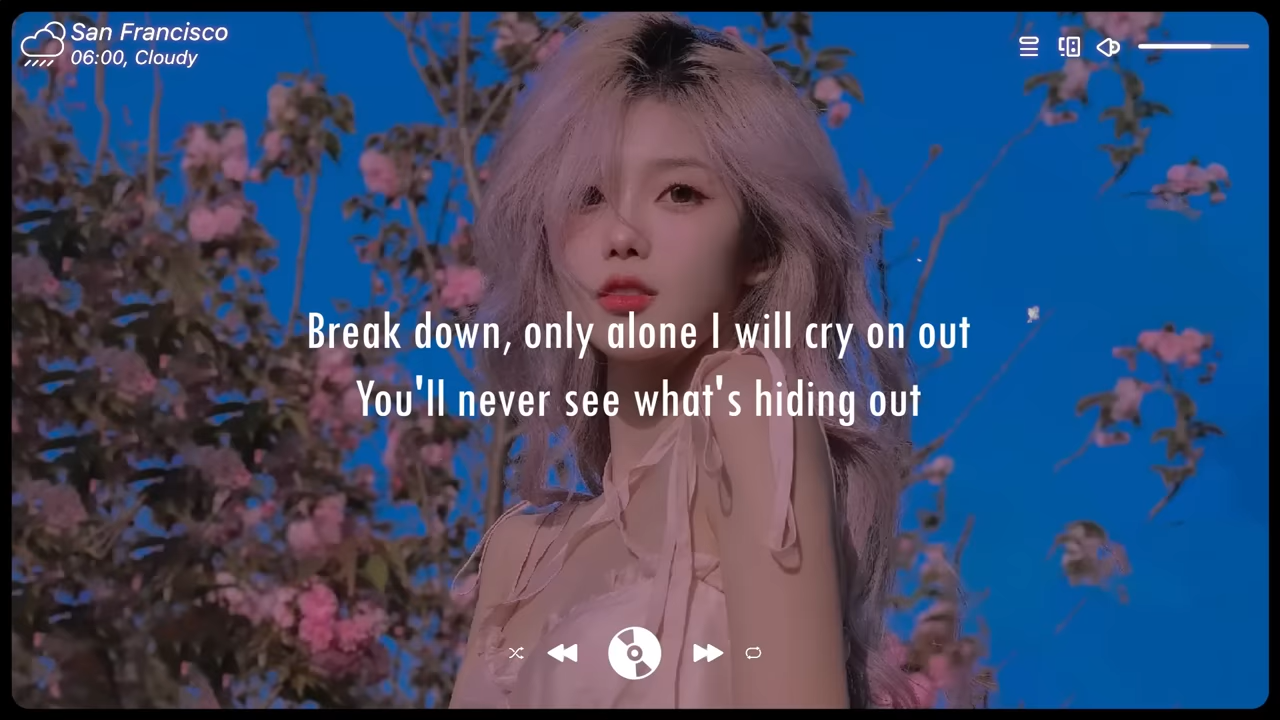 San Francisco
06:00, Cloudy
Break down, only alone I will cry on out
You'll never see what's hiding out